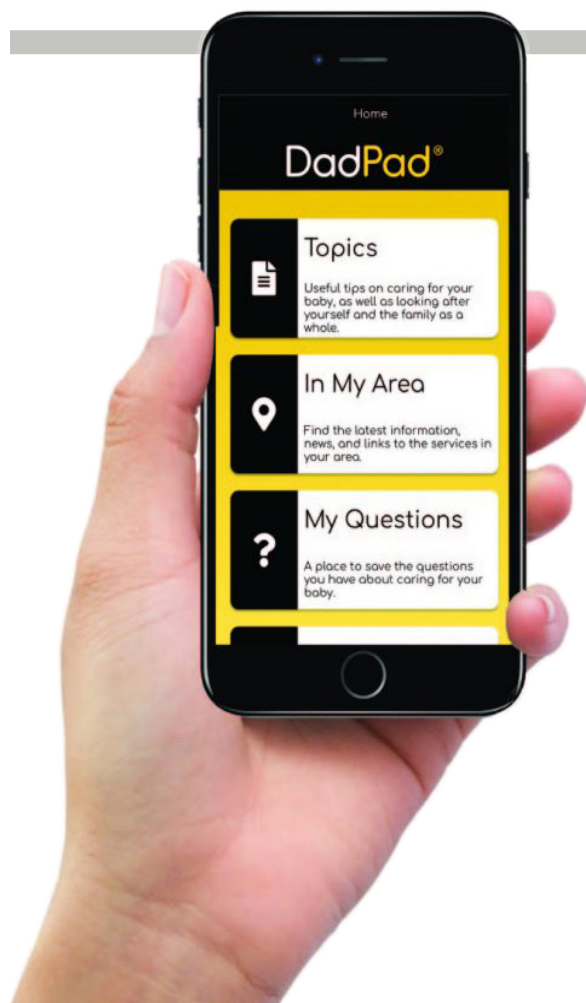 Home
DadPad®
Topics
Useful tips on caring for your
baby, as well as looking after
yourself and the family as a
whole.
In My Area
Find the latest information,
news, and links to the services in
your area.
My Questions
A place to save the questions
you have about caring for your
baby.